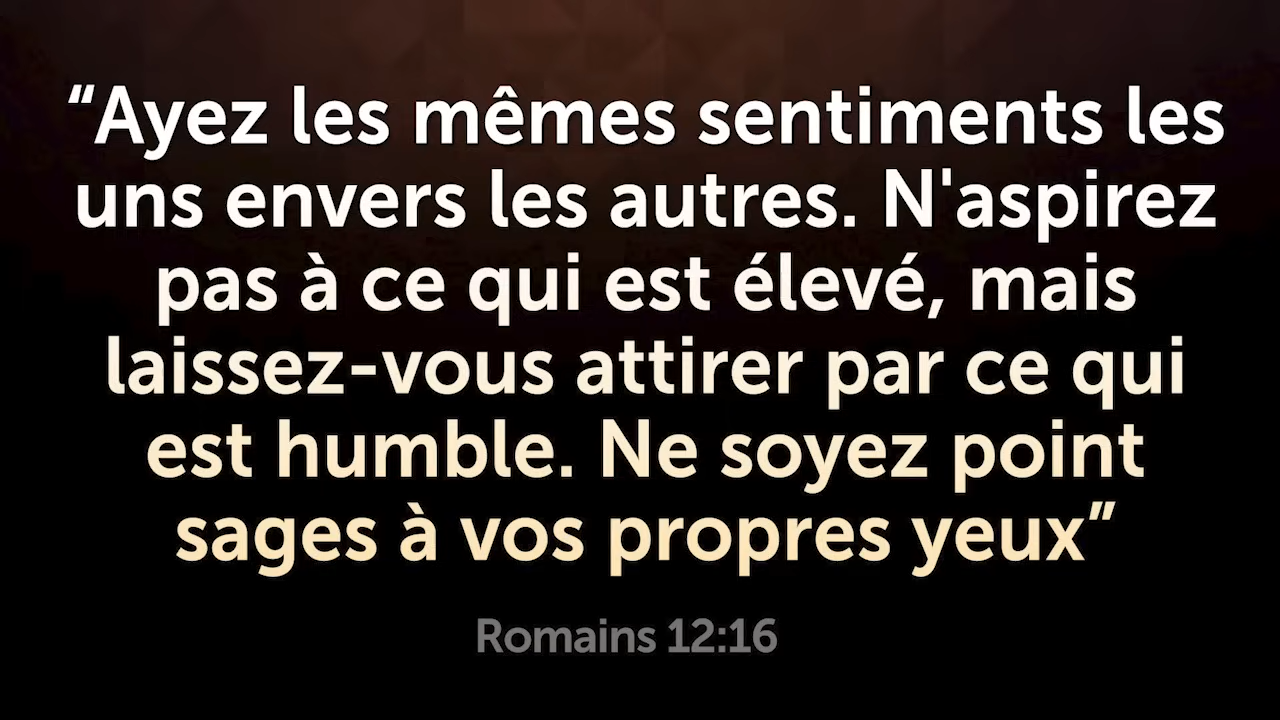 “Ayez les mêmes sentiments les
uns envers les autres. N'aspirez
pas à ce qui est élevé, mais
laissez-vous attirer par ce qui
est humble. Ne soyez point
sages à vos propres yeux”
Romains 12:16